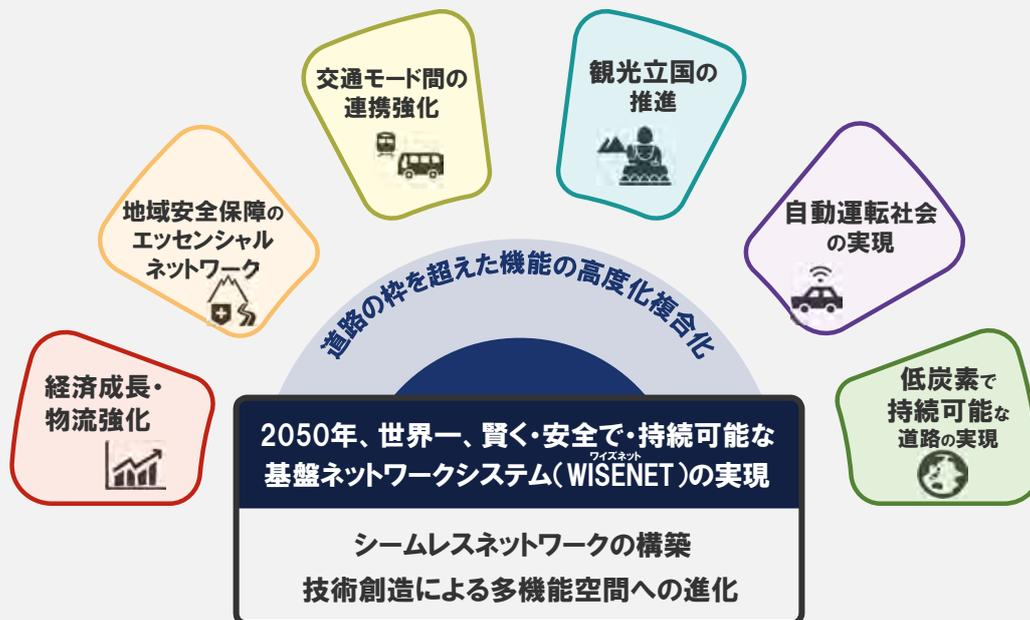 交通モード間の
連携強化
観光立国の
推進
地域安全保障の
エッセンシャル
ネットワーク
自動運転社会
の実現
経済成長・
物流強化
低炭素で
持続可能な
道路の実現
道路の枠を超えた機能の高度化複合化
2050年、世界一、賢く・安全で・持続可能な
ワイズネット
基盤ネットワークシステム(WISENET)の実現
シームレスネットワークの構築
技術創造による多機能空間への進化